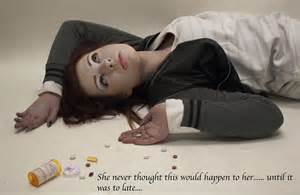 She never thought this would happen to her..... until it
was to late....